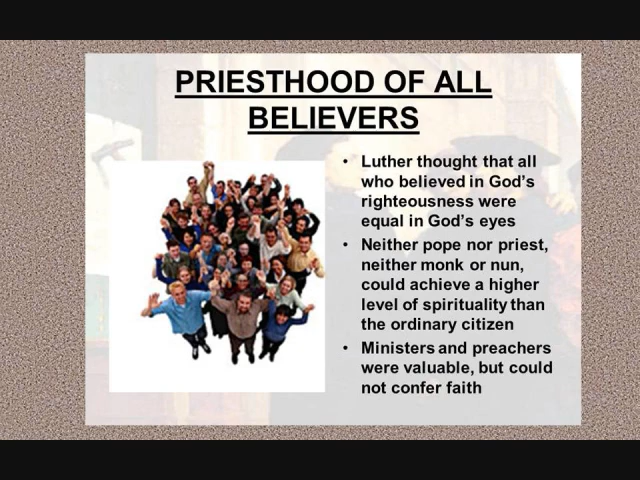 PRIESTHOOD OF ALL
BELIEVERS
• Luther thought that all
who believed in God's
righteousness were
equal in God's eyes
• Neither pope nor priest,
neither monk or nun,
could achieve a higher
level of spirituality than
the ordinary citizen
• Ministers and preachers
were valuable, but could
not confer faith